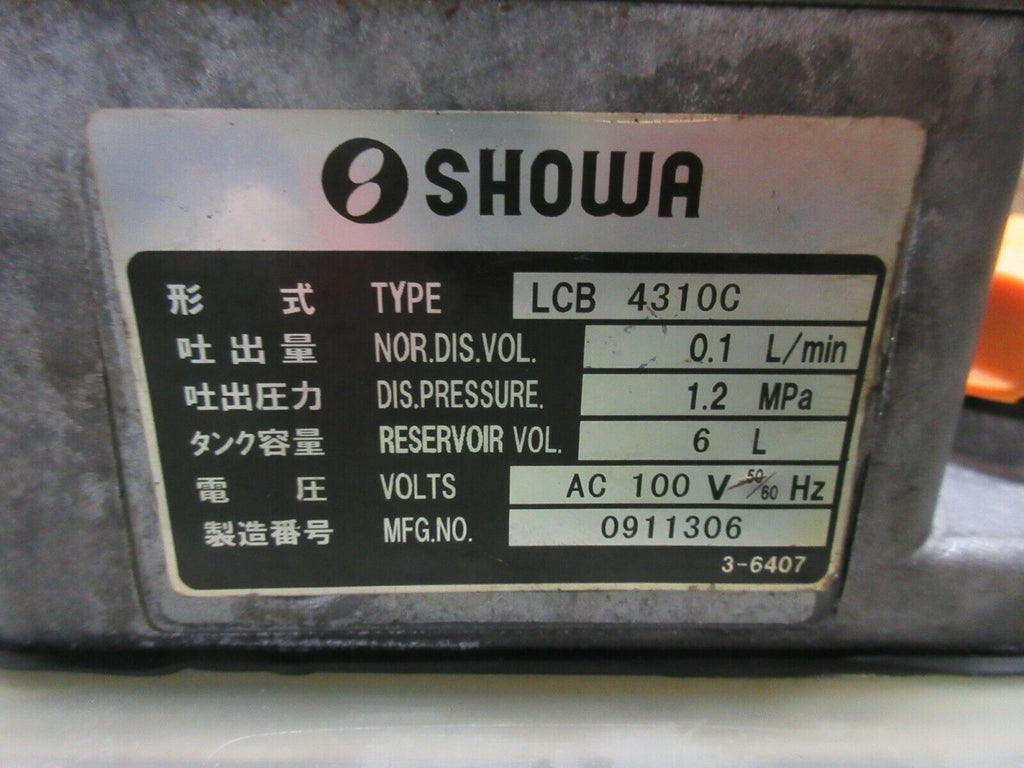 SHOWA
形式 TYPE LCB 4310C
吐出量 NOR.DIS.VOL. 0.1 L/min
吐出圧力 DIS.PRESSURE. 1.2 MPa
タンク容量 RESERVOIR VOL. 6 L
電圧 VOLTS AC 100 V 50/60 Hz
製造番号 MFG.NO. 0911306
3-6407